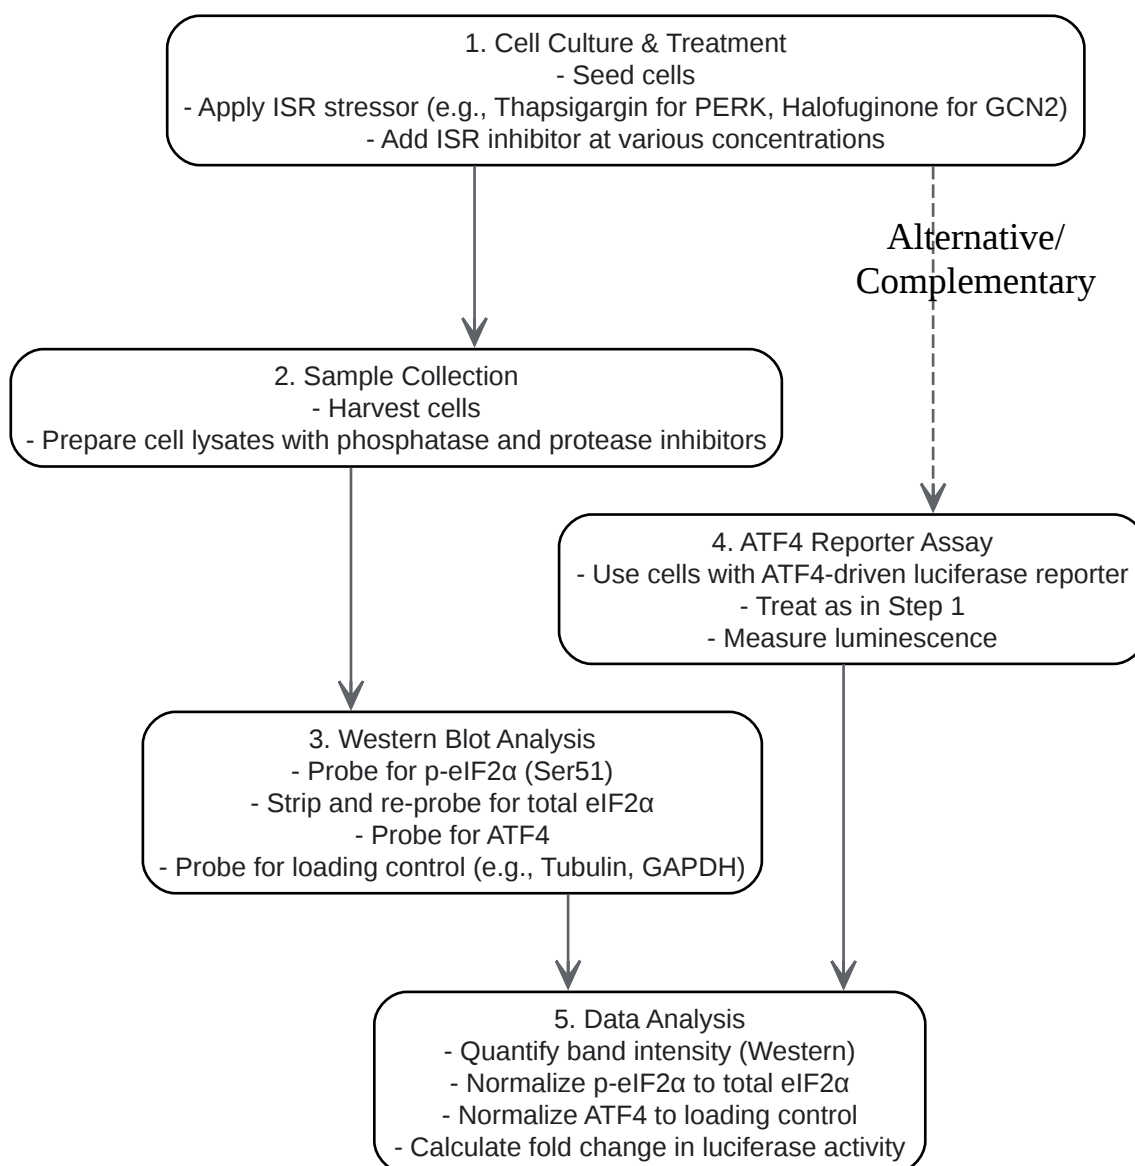 1. Cell Culture & Treatment
- Seed cells
- Apply ISR stressor (e.g., Thapsigargin for PERK, Halofuginone for GCN2)
- Add ISR inhibitor at various concentrations
Alternative/
Complementary
2. Sample Collection
- Harvest cells
- Prepare cell lysates with phosphatase and protease inhibitors
4. ATF4 Reporter Assay
- Use cells with ATF4-driven luciferase reporter
- Treat as in Step 1
- Measure luminescence
3. Western Blot Analysis
- Probe for p-eIF2α (Ser51)
- Strip and re-probe for total eIF2α
- Probe for ATF4
- Probe for loading control (e.g., Tubulin, GAPDH)
5. Data Analysis
- Quantify band intensity (Western)
- Normalize p-eIF2α to total eIF2α
- Normalize ATF4 to loading control
- Calculate fold change in luciferase activity